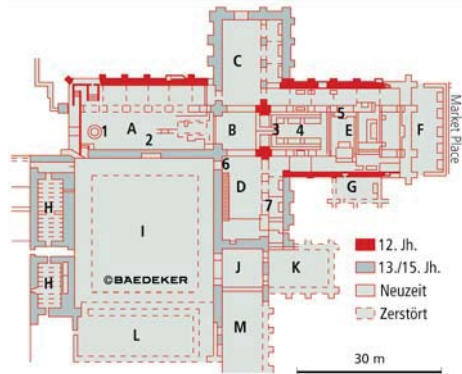 C
Market Place
1
A
2
B
3
4
5
E
F
6
D
7
G
H
I
©BAEDEKER
H
J
K
L
M
12. Jh.
13./15. Jh.
Neuzeit
Zerstört
30 m